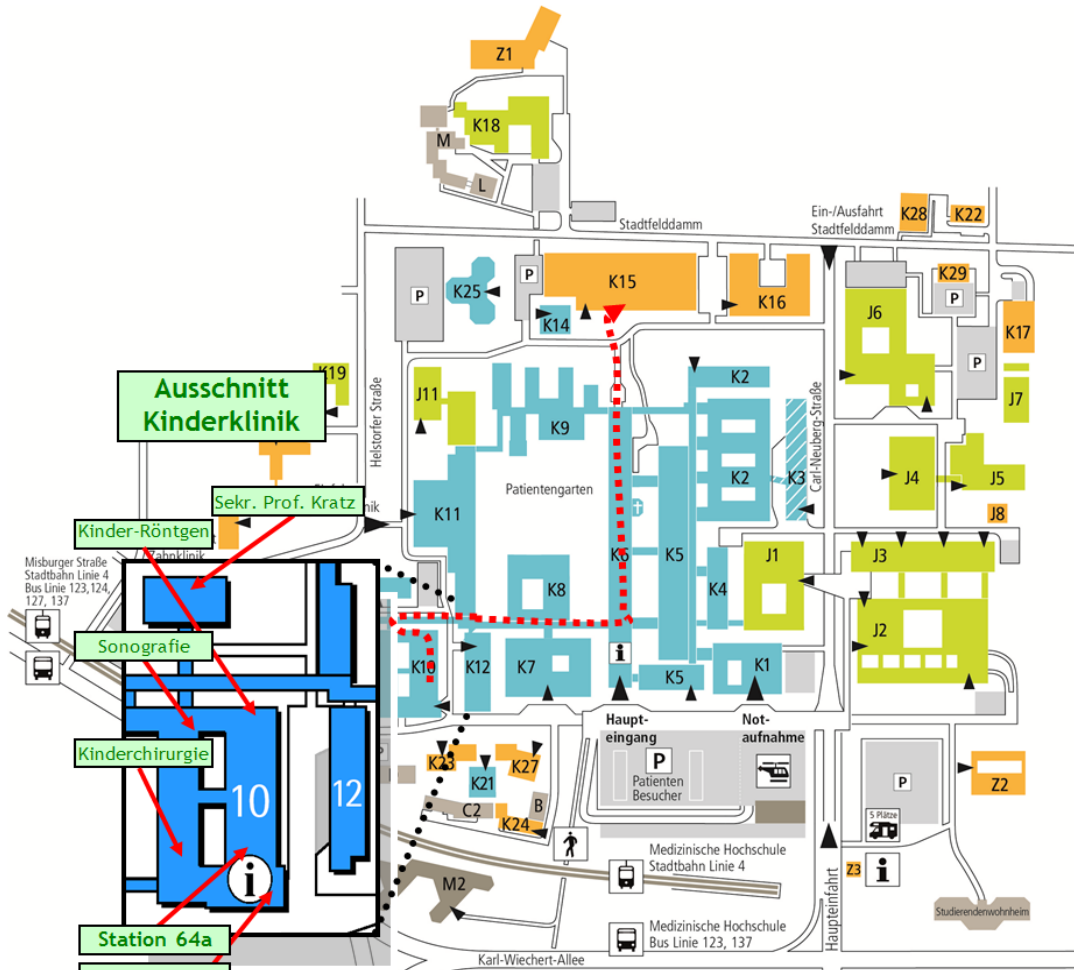 Z1
K18
M
L
Stadtfelddamm
Ein-/Ausfahrt
Stadtfelddamm
K28
K22
P
K25
P
K15
K14
K16
K29
P
J6
K17
P
J7
K19
Ausschnitt
Kinderklinik
Helstorfer Straße
J11
K9
K2
K2
K3
Carl-Neuberg-Straße
J4
J5
J8
Patientengarten
Sekr. Prof. Kratz
Kinder-Röntgen
K11
K6
K5
K4
J1
J3
J2
K8
Zahnklinik
Misburger Straße
Stadtbahn Linie 4
Bus Linie 123,124,
127, 137
Sonografie
K10
K12
K7
i
K5
K1
Kinderchirurgie
10
12
i
Haupt-
eingang
Not-
aufnahme
P
Patienten
Besucher
K23
K27
K21
C2
B
K24
P
Z2
5 Plätze
Z3
i
Medizinische Hochschule
Stadtbahn Linie 4
M2
Haupteinfahrt
Studierendenwohnheim
Station 64a
Medizinische Hochschule
Bus Linie 123, 137
Karl-Wiechert-Allee